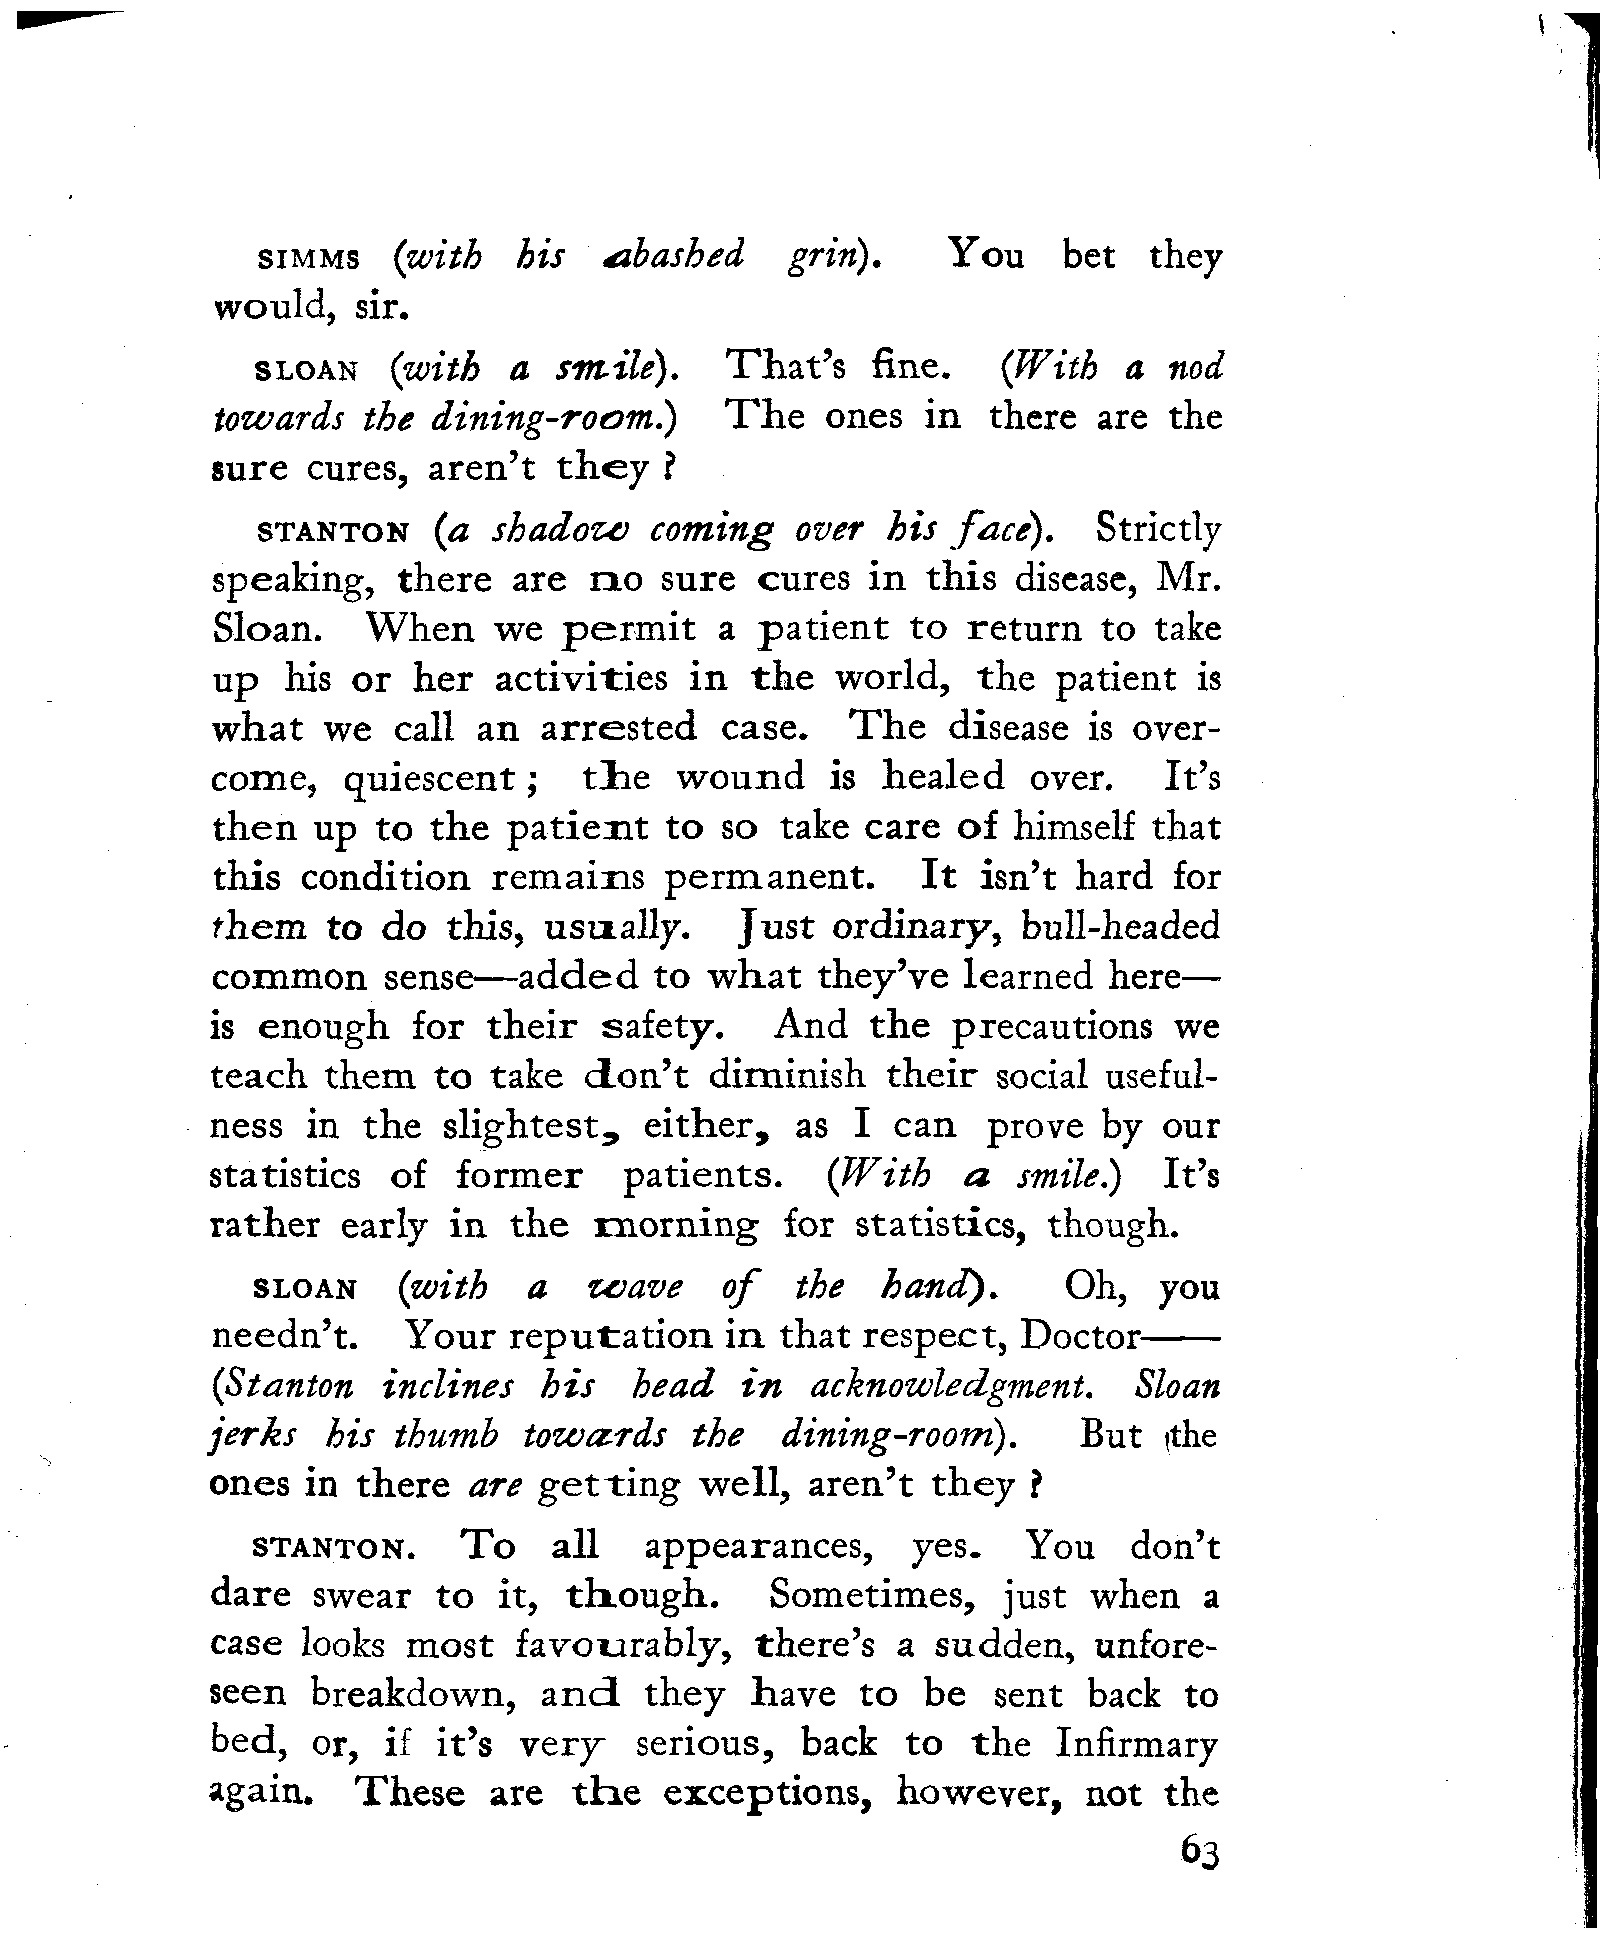 SIMMS (with his abashed grin). You bet they
would, sir.
SLOAN (with a smile). That's fine. (With a nod
towards the dining-room.) The ones in there are the
sure cures, aren't they ?
STANTON (a shadow coming over his face). Strictly
speaking, there are no sure cures in this disease, Mr.
Sloan. When we permit a patient to return to take
up his or her activities in the world, the patient is
what we call an arrested case. The disease is over-
come, quiescent ; the wound is healed over. It's
then up to the patient to so take care of himself that
this condition remains permanent. It isn't hard for
them to do this, usually. Just ordinary, bull-headed
common sense—added to what they've learned here—
is enough for their safety. And the precautions we
teach them to take don't diminish their social useful-
ness in the slightest, either, as I can prove by our
statistics of former patients. (With a smile.) It's
rather early in the morning for statistics, though.
SLOAN (with a wave of the hand). Oh, you
needn't. Your reputation in that respect, Doctor——
(Stanton inclines his head in acknowledgment. Sloan
jerks his thumb towards the dining-room). But the
ones in there are getting well, aren't they ?
STANTON. To all appearances, yes. You don't
dare swear to it, though. Sometimes, just when a
case looks most favourably, there's a sudden, unfore-
seen breakdown, and they have to be sent back to
bed, or, if it's very serious, back to the Infirmary
again. These are the exceptions, however, not the
63